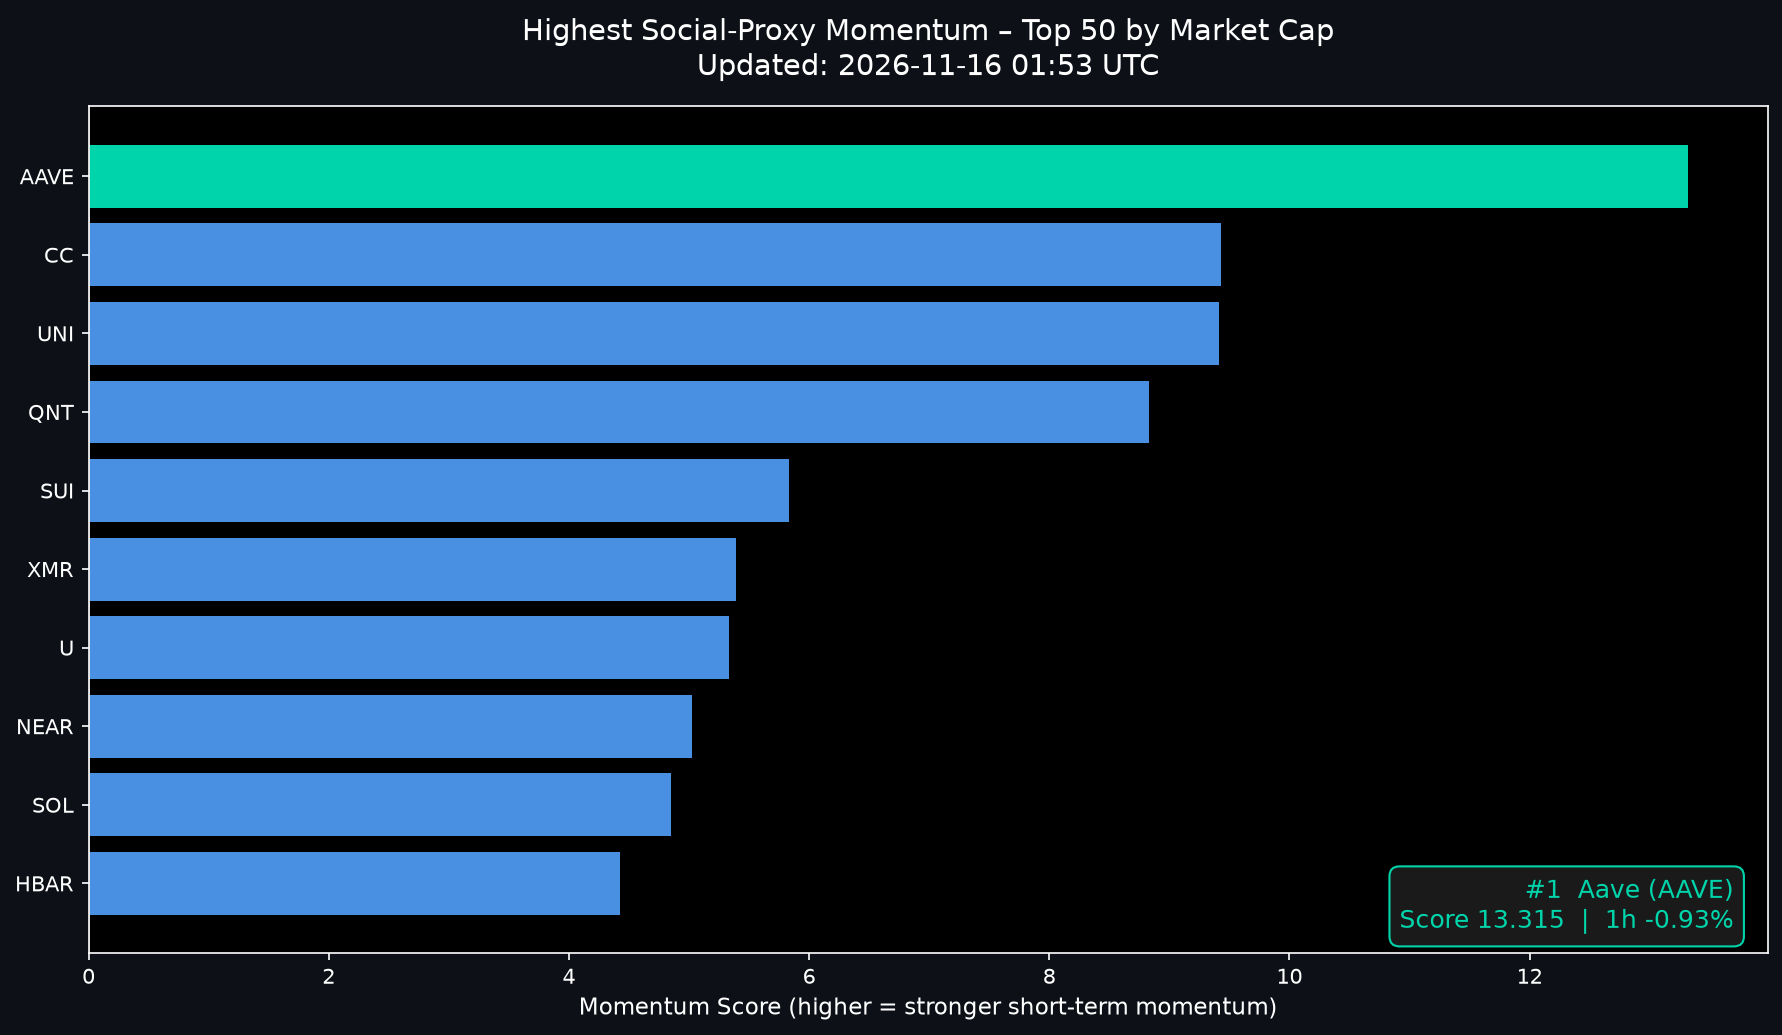 Highest Social-Proxy Momentum – Top 50 by Market Cap
Updated: 2026-11-16 01:53 UTC
AAVE
CC
UNI
QNT
SUI
XMR
U
NEAR
SOL
HBAR
#1  Aave (AAVE)
Score 13.315  |  1h -0.93%
0 2 4 6 8 10 12
Momentum Score (higher = stronger short-term momentum)